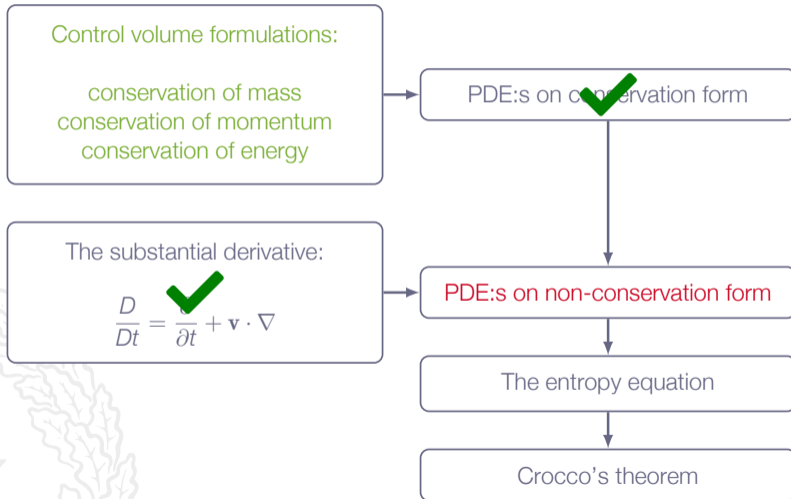 Control volume formulations:
conservation of mass
conservation of momentum
conservation of energy
PDE:s on conservation form
The substantial derivative:
D/Dt = ∂/∂t + v · ∇
PDE:s on non-conservation form
The entropy equation
Crocco's theorem